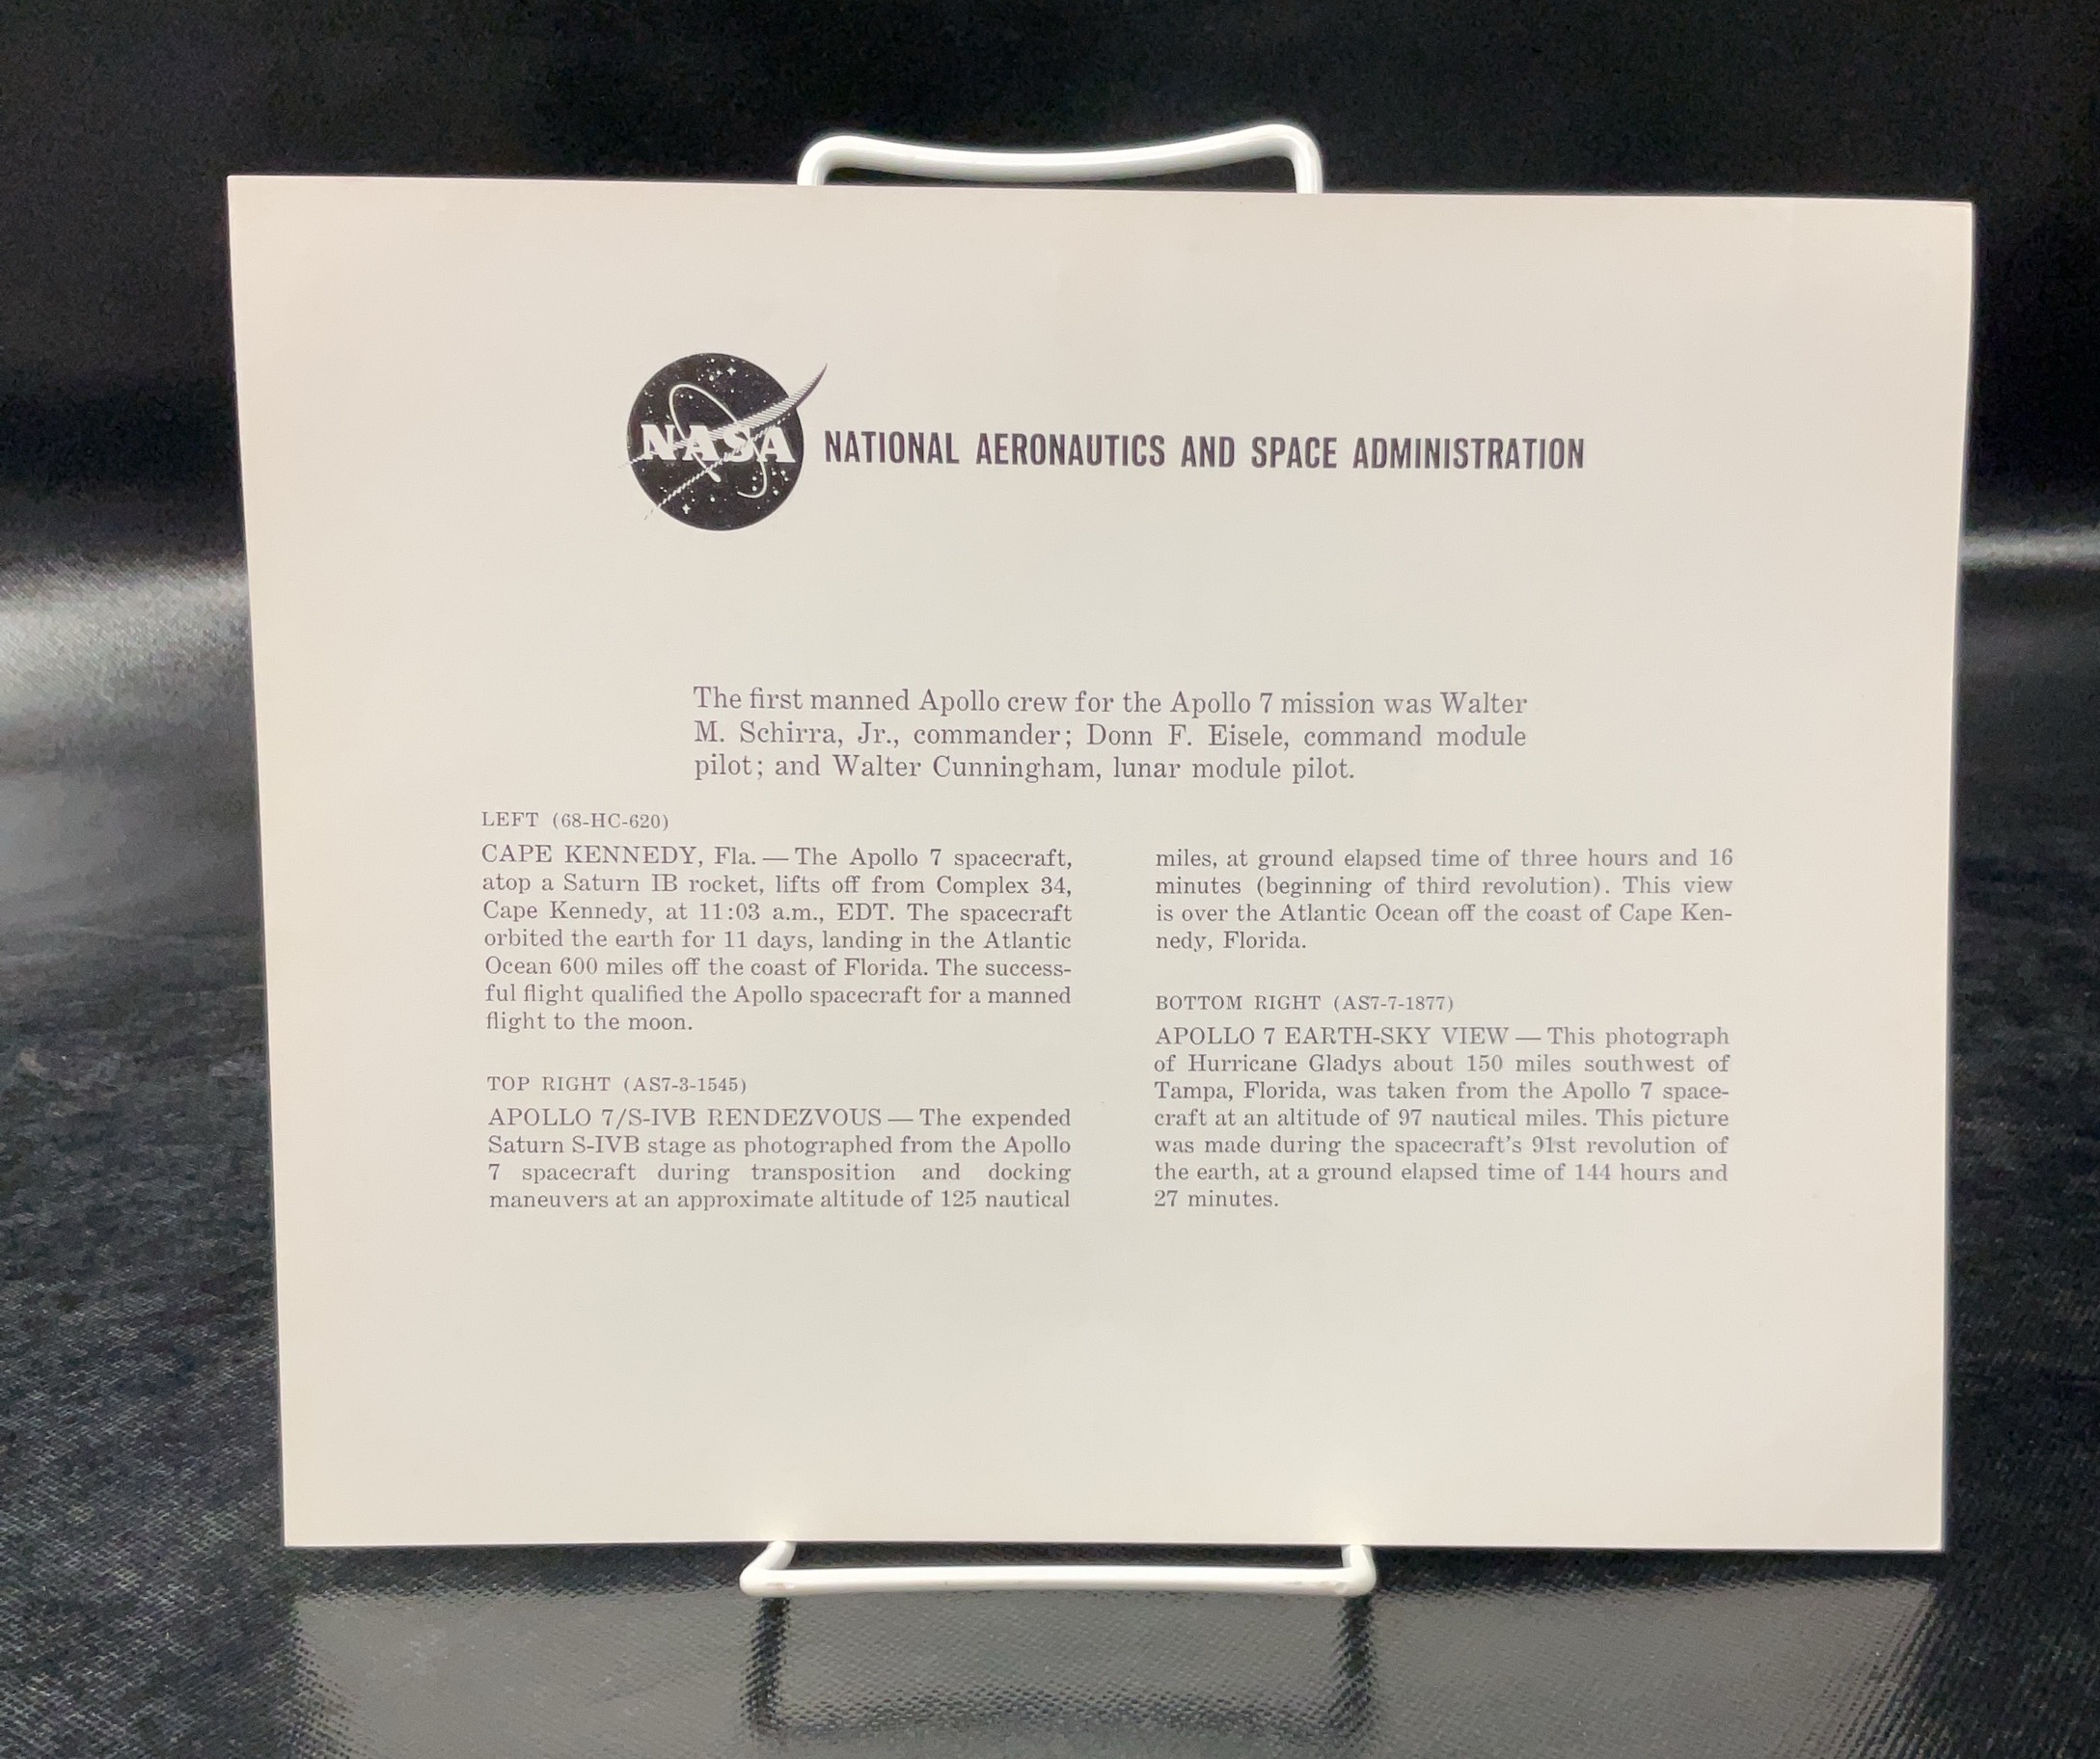 NASA
NATIONAL AERONAUTICS AND SPACE ADMINISTRATION
The first manned Apollo crew for the Apollo 7 mission was Walter
M. Schirra, Jr., commander; Donn F. Eisele, command module
pilot; and Walter Cunningham, lunar module pilot.
LEFT (68-HC-620)
CAPE KENNEDY, Fla. — The Apollo 7 spacecraft,
atop a Saturn IB rocket, lifts off from Complex 34,
Cape Kennedy, at 11:03 a.m., EDT. The spacecraft
orbited the earth for 11 days, landing in the Atlantic
Ocean 600 miles off the coast of Florida. The success-
ful flight qualified the Apollo spacecraft for a manned
flight to the moon.
TOP RIGHT (AS7-3-1545)
APOLLO 7/S-IVB RENDEZVOUS — The expended
Saturn S-IVB stage as photographed from the Apollo
7 spacecraft during transposition and docking
maneuvers at an approximate altitude of 125 nautical
miles, at ground elapsed time of three hours and 16
minutes (beginning of third revolution). This view
is over the Atlantic Ocean off the coast of Cape Ken-
nedy, Florida.
BOTTOM RIGHT (AS7-7-1877)
APOLLO 7 EARTH-SKY VIEW — This photograph
of Hurricane Gladys about 150 miles southwest of
Tampa, Florida, was taken from the Apollo 7 space-
craft at an altitude of 97 nautical miles. This picture
was made during the spacecraft's 91st revolution of
the earth, at a ground elapsed time of 144 hours and
27 minutes.